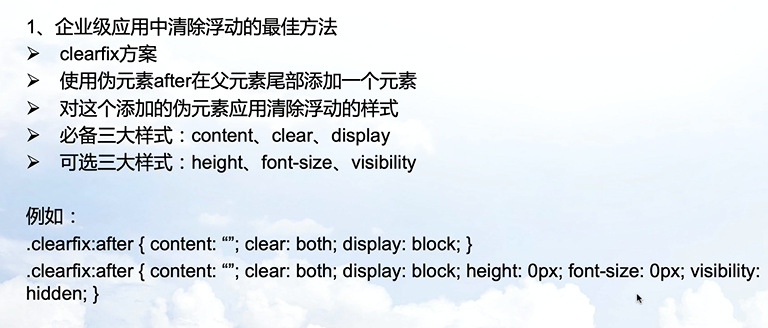 1、企业级应用中清除浮动的最佳方法
➢ clearfix方案
➢ 使用伪元素after在父元素尾部添加一个元素
➢ 对这个添加的伪元素应用清除浮动的样式
➢ 必备三大样式：content、clear、display
➢ 可选三大样式：height、font-size、visibility
例如：
.clearfix:after { content: “”; clear: both; display: block; }
.clearfix:after { content: “”; clear: both; display: block; height: 0px; font-size: 0px; visibility:
hidden; }